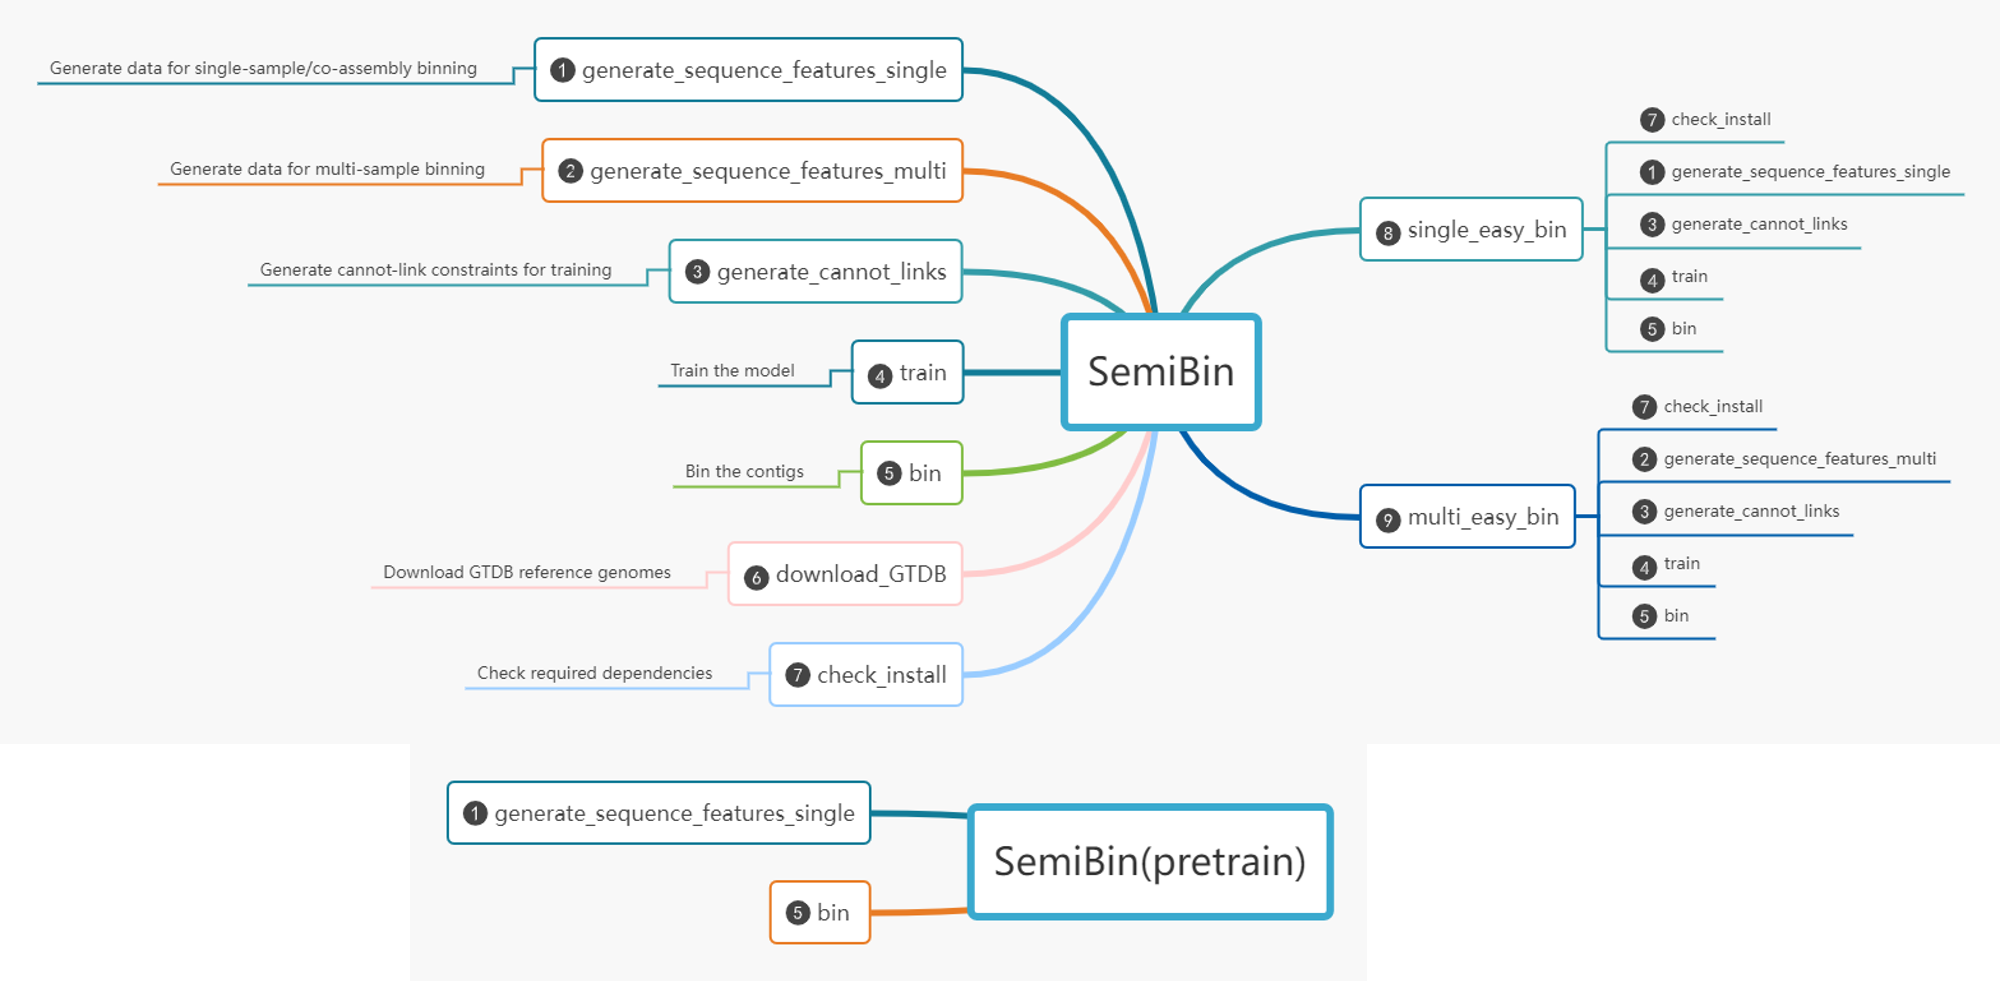 Generate data for single-sample/co-assembly binning
1 generate_sequence_features_single
Generate data for multi-sample binning
2 generate_sequence_features_multi
Generate cannot-link constraints for training
3 generate_cannot_links
Train the model
4 train
Bin the contigs
5 bin
Download GTDB reference genomes
6 download_GTDB
Check required dependencies
7 check_install
SemiBin
8 single_easy_bin
7 check_install
1 generate_sequence_features_single
3 generate_cannot_links
4 train
5 bin
9 multi_easy_bin
7 check_install
2 generate_sequence_features_multi
3 generate_cannot_links
4 train
5 bin
1 generate_sequence_features_single
5 bin
SemiBin(pretrain)